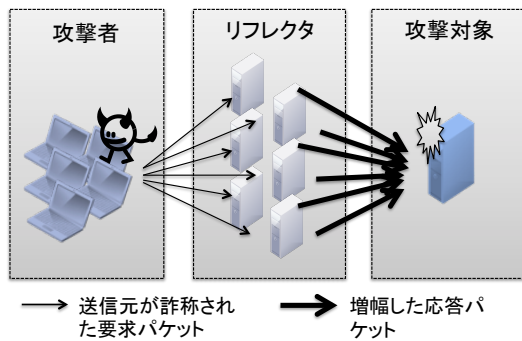 攻撃者
リフレクタ
攻撃対象
送信元が詐称され
た要求パケット
増幅した応答パ
ケット